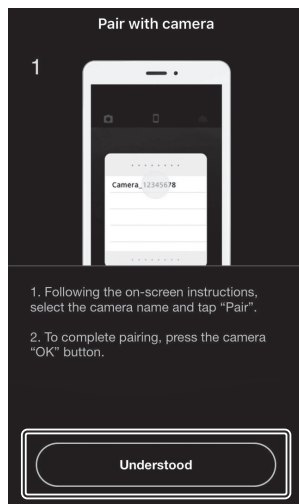 Pair with camera
1
Camera_12345678
1. Following the on-screen instructions,
select the camera name and tap “Pair”.
2. To complete pairing, press the camera
“OK” button.
Understood